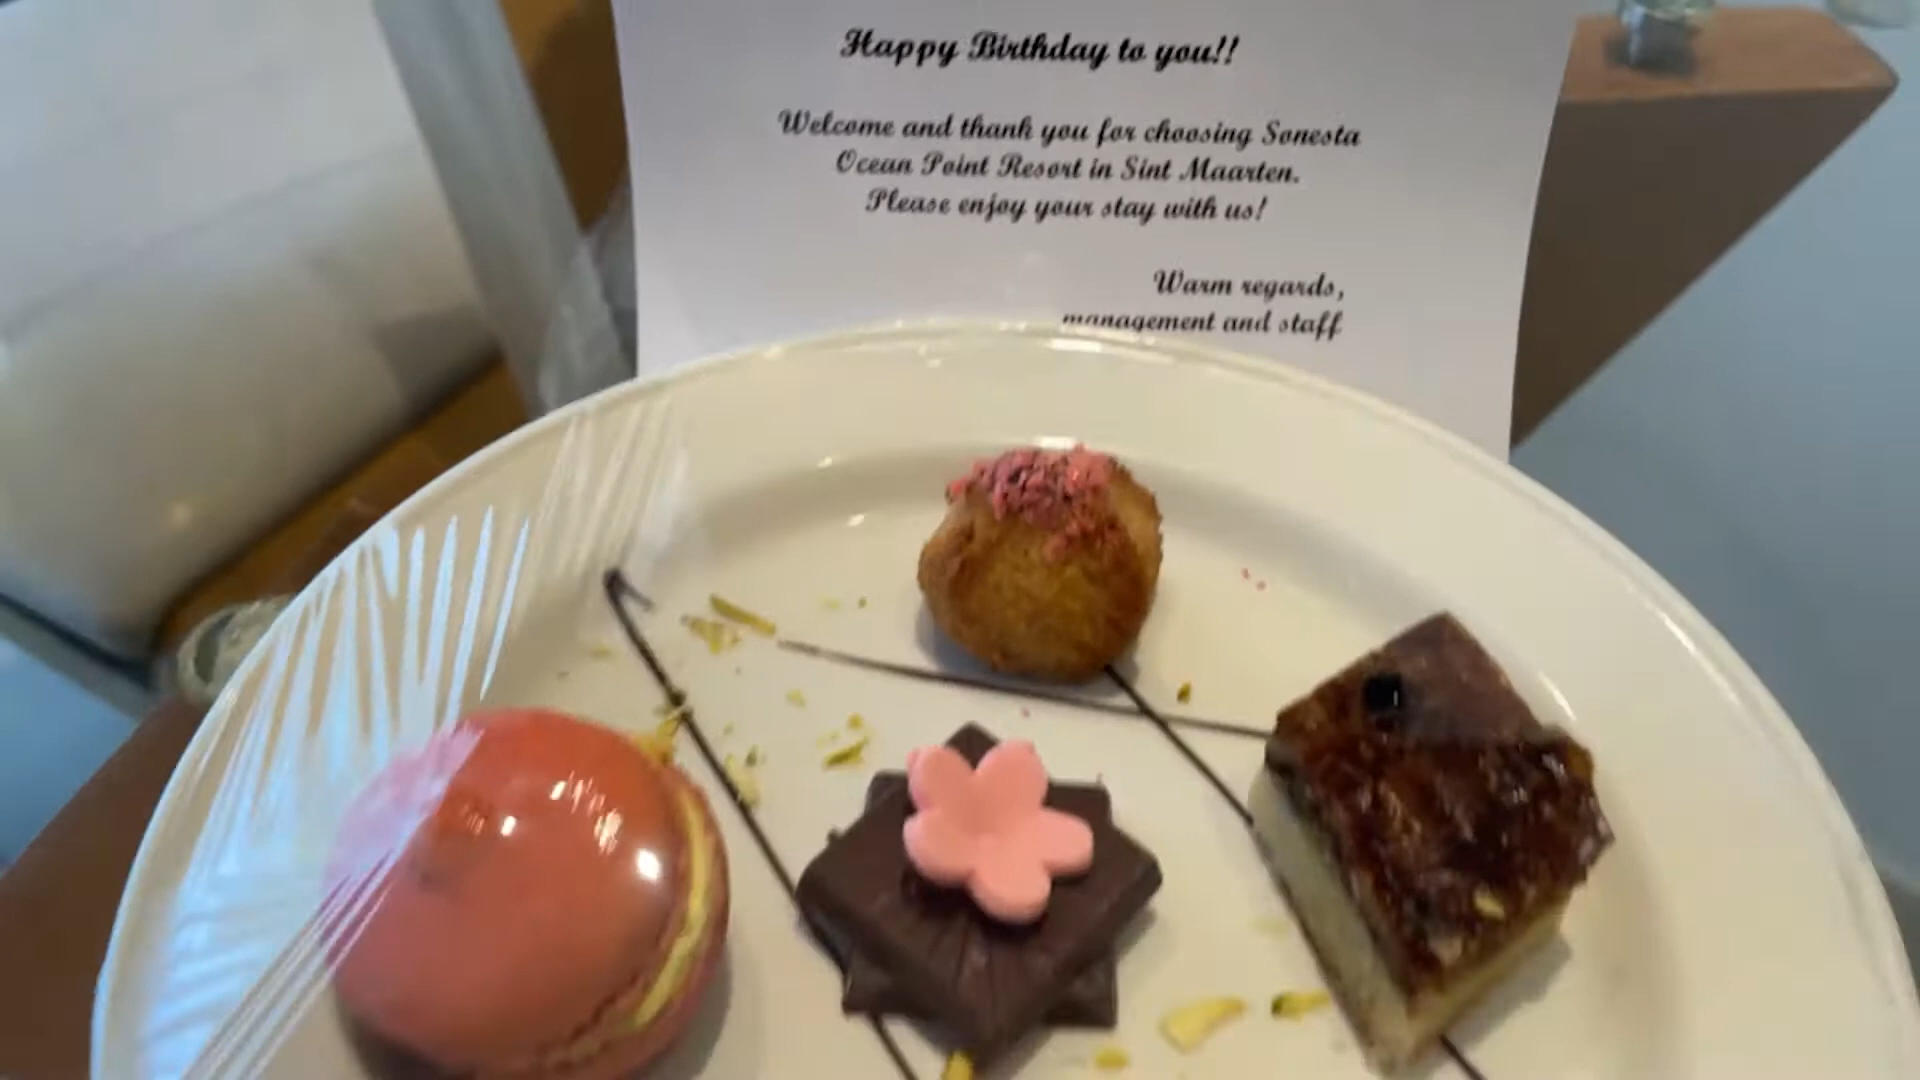 Happy Birthday to you!!
Welcome and thank you for choosing Sonesta
Ocean Point Resort in Sint Maarten.
Please enjoy your stay with us!
Warm regards,
management and staff